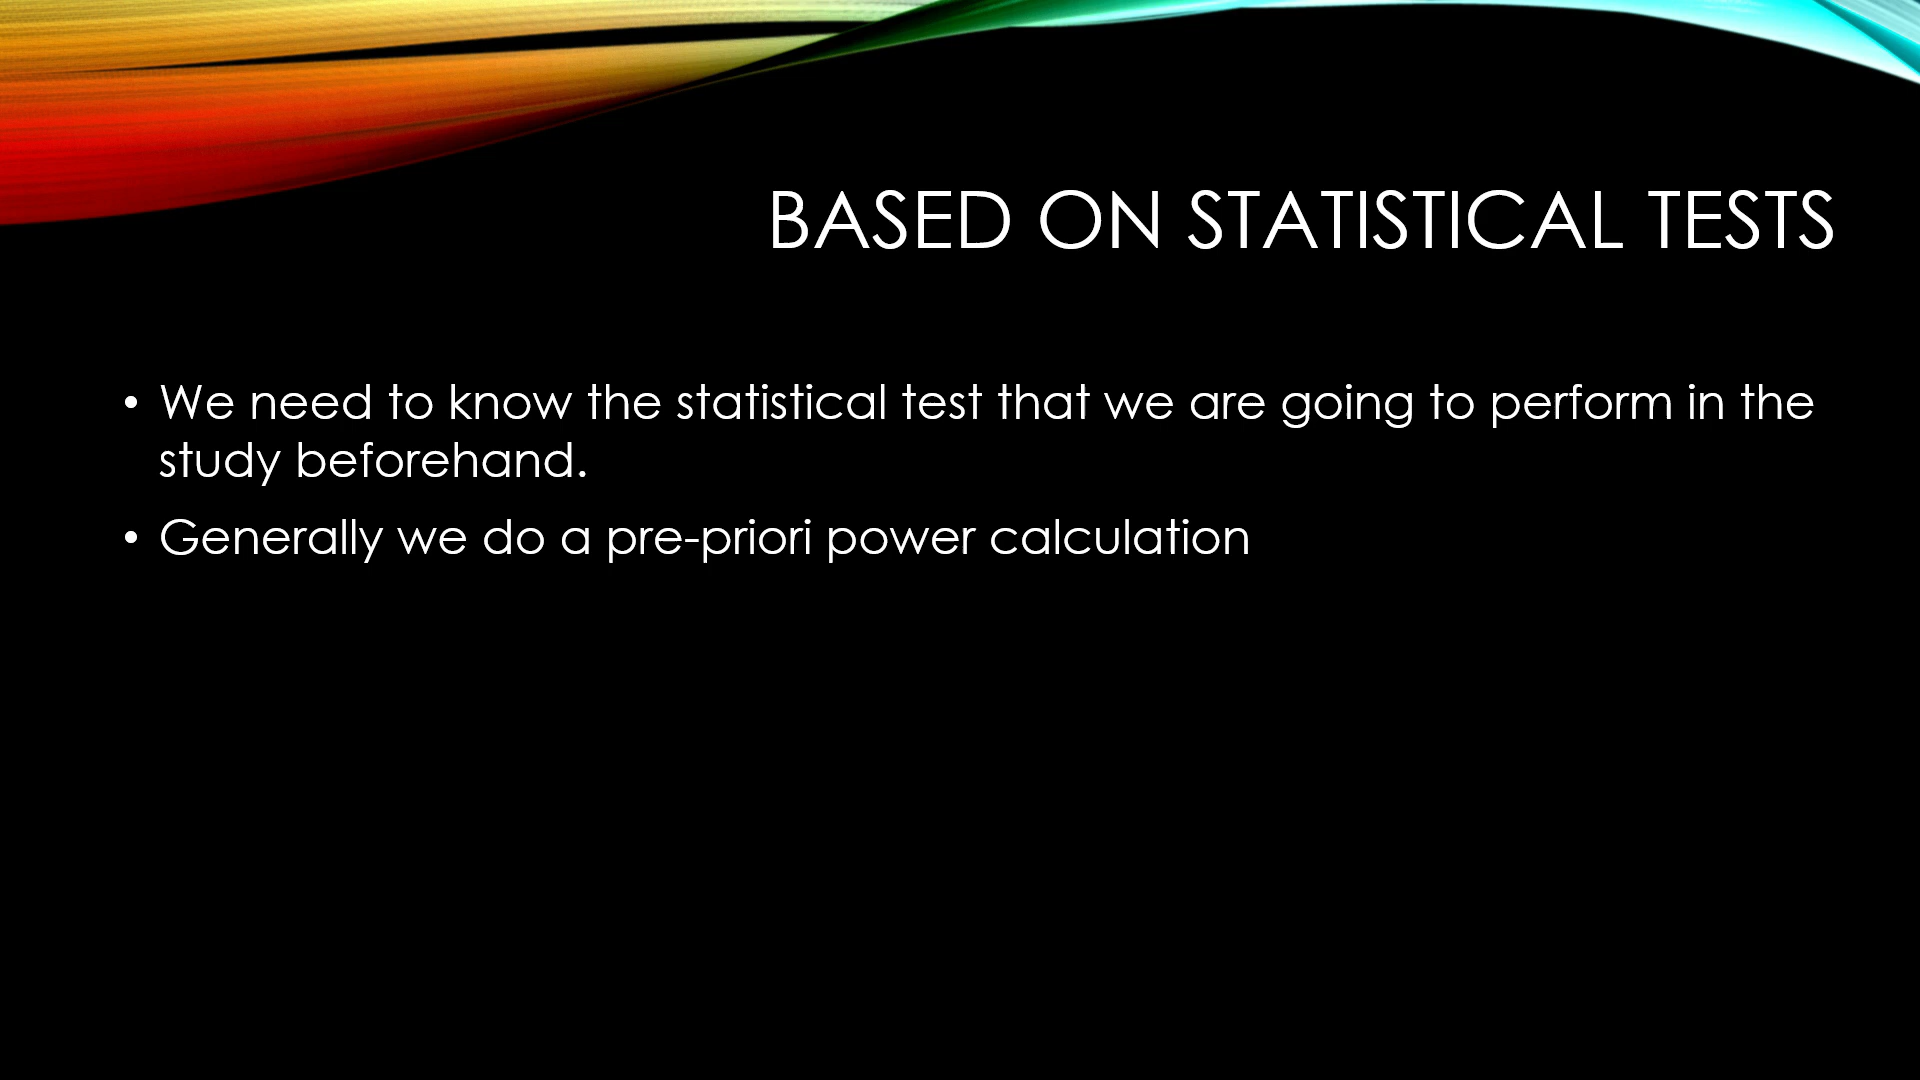 BASED ON STATISTICAL TESTS
• We need to know the statistical test that we are going to perform in the
study beforehand.
• Generally we do a pre-priori power calculation